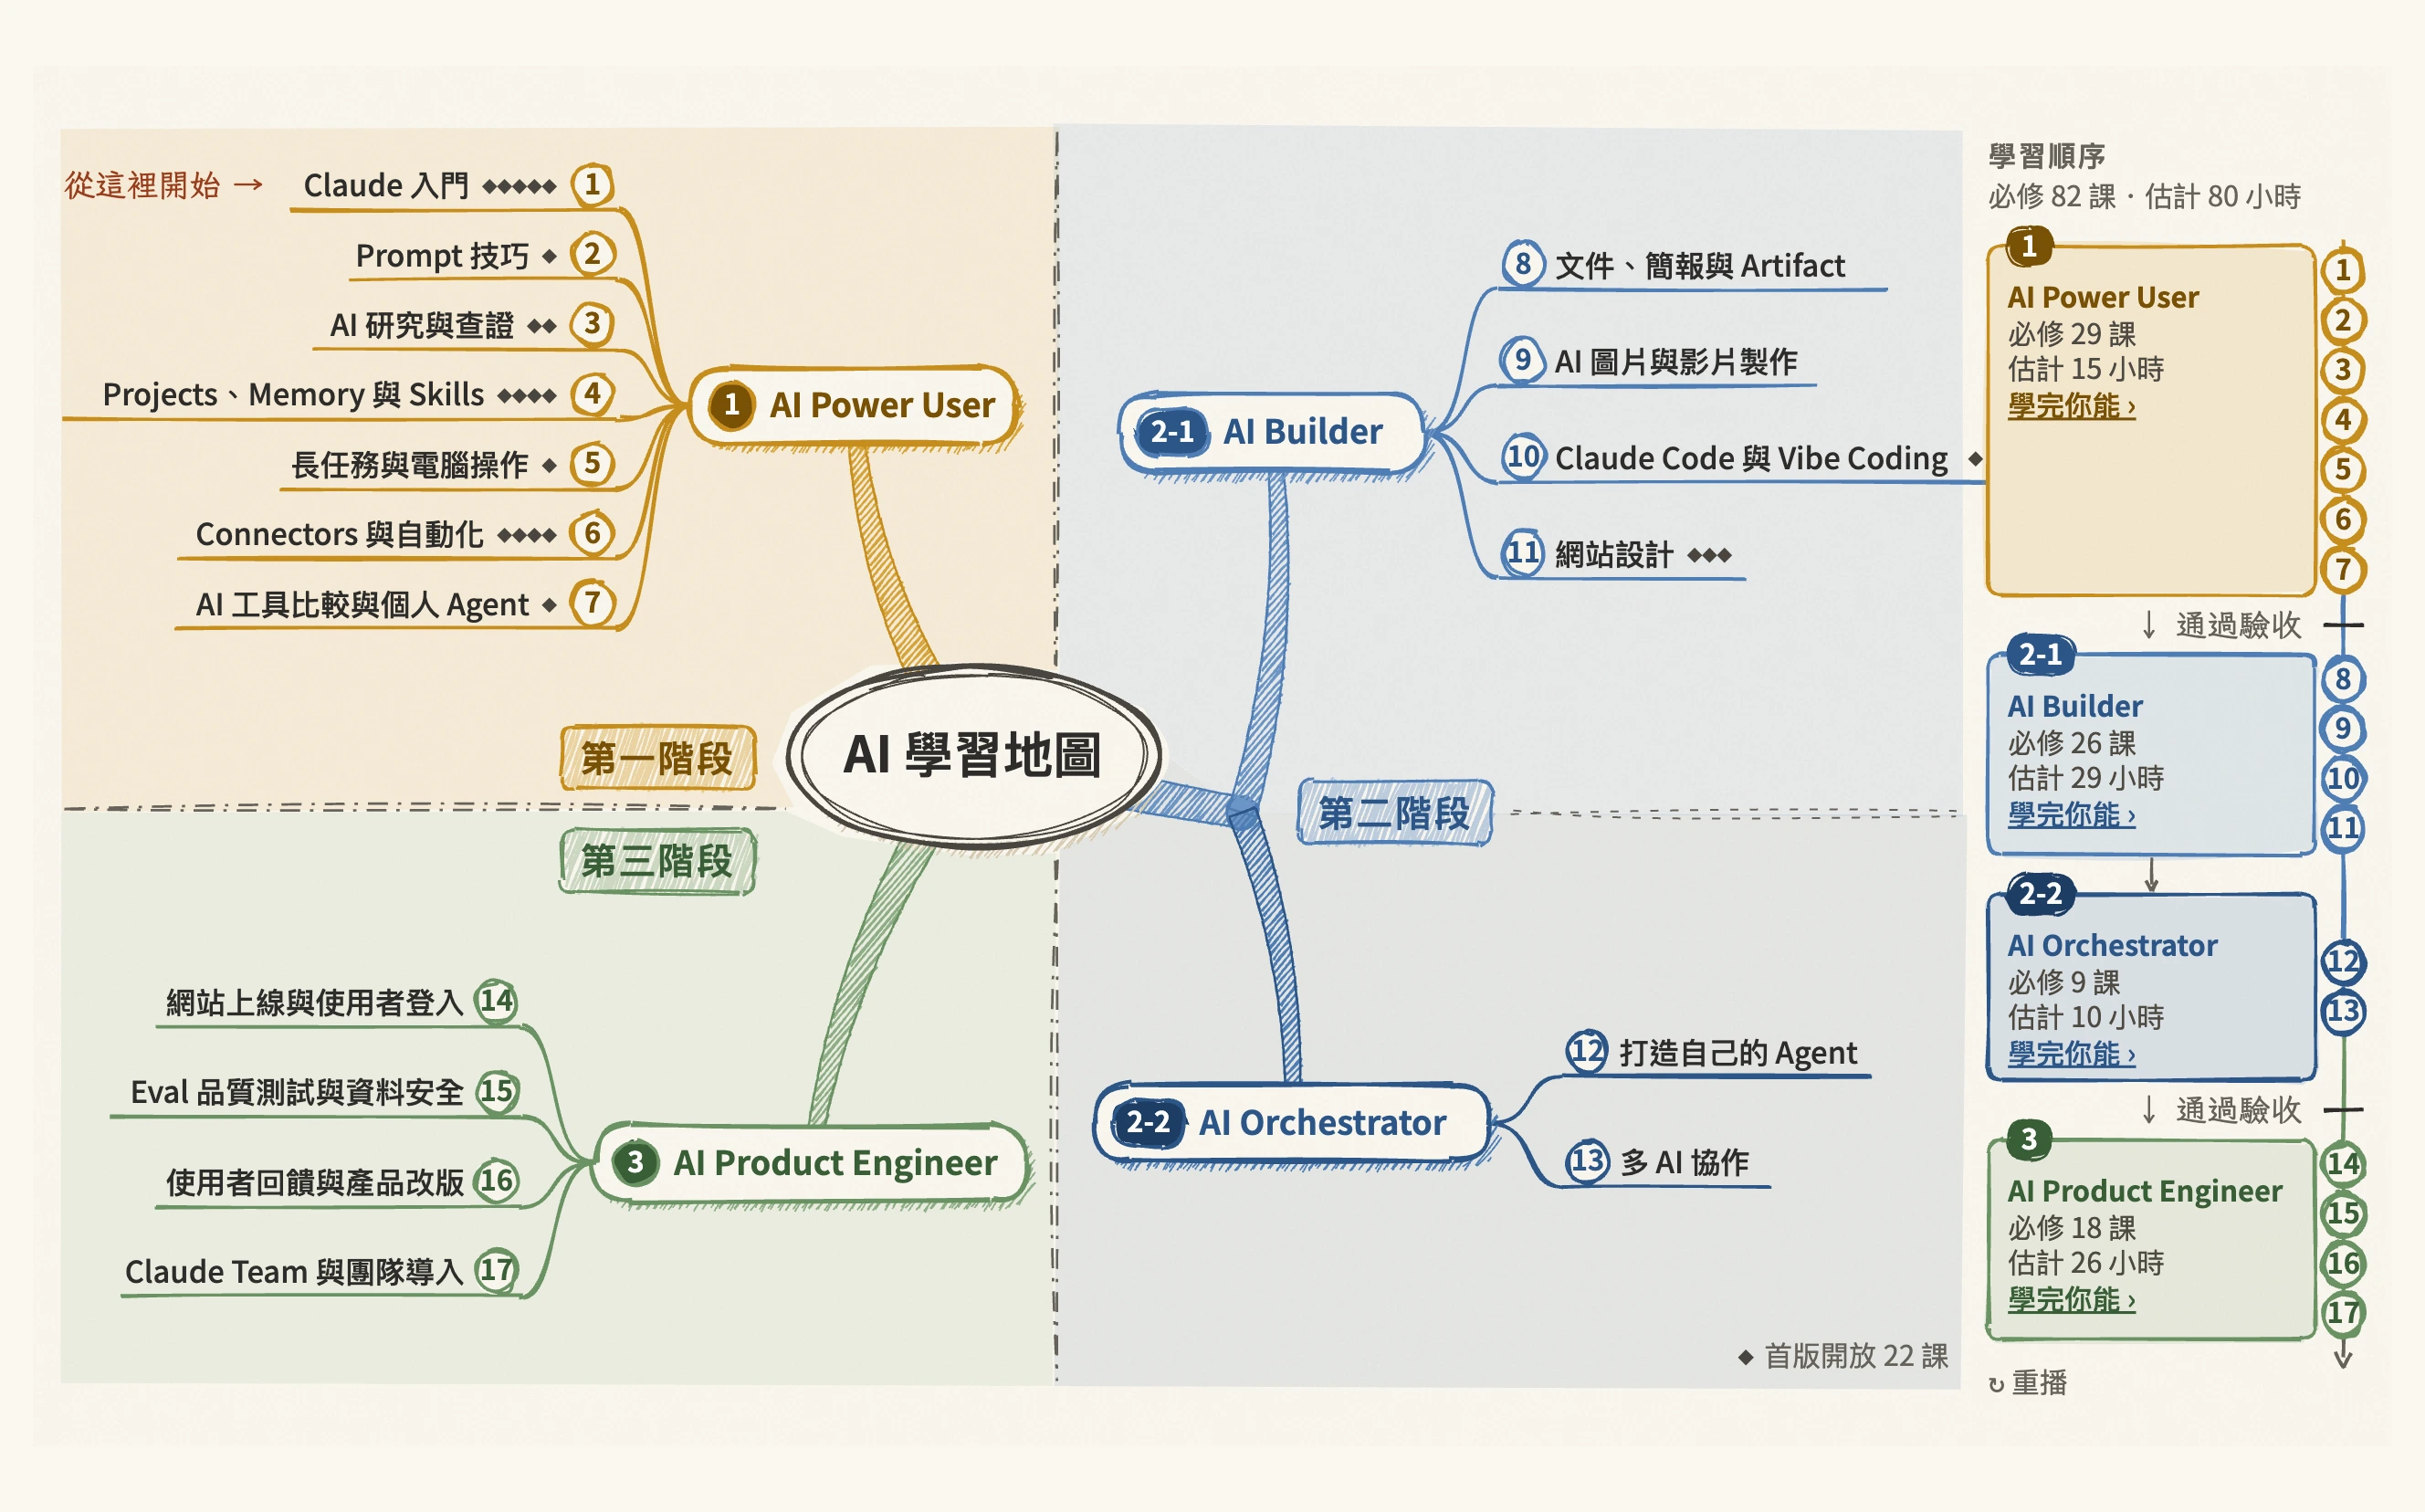 從這裡開始 →
Claude 入門 ◆◆◆◆◆ 1
Prompt 技巧 ◆ 2
AI 研究與查證 ◆◆ 3
Projects、Memory 與 Skills ◆◆◆◆ 4
長任務與電腦操作 ◆ 5
Connectors 與自動化 ◆◆◆◆ 6
AI 工具比較與個人 Agent ◆ 7
1 AI Power User
第一階段
AI 學習地圖
2-1 AI Builder
8 文件、簡報與 Artifact
9 AI 圖片與影片製作
10 Claude Code 與 Vibe Coding ◆
11 網站設計 ◆◆◆
第二階段
2-2 AI Orchestrator
12 打造自己的 Agent
13 多 AI 協作
第三階段
3 AI Product Engineer
網站上線與使用者登入 14
Eval 品質測試與資料安全 15
使用者回饋與產品改版 16
Claude Team 與團隊導入 17
◆ 首版開放 22 課
學習順序
必修 82 課 · 估計 80 小時
1
AI Power User
必修 29 課
估計 15 小時
學完你能 ›
1
2
3
4
5
6
7
↓ 通過驗收
2-1
AI Builder
必修 26 課
估計 29 小時
學完你能 ›
8
9
10
11
2-2
AI Orchestrator
必修 9 課
估計 10 小時
學完你能 ›
12
13
↓ 通過驗收
3
AI Product Engineer
必修 18 課
估計 26 小時
學完你能 ›
14
15
16
17
↻ 重播